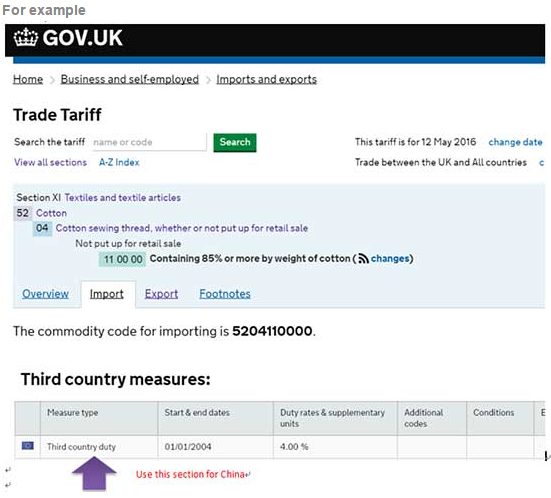 For example
GOV.UK
Home > Business and self-employed > Imports and exports
Trade Tariff
Search the tariff name or code Search This tariff is for 12 May 2016 change date
View all sections A-Z Index Trade between the UK and All countries c
Section XI Textiles and textile articles
52 Cotton
04 Cotton sewing thread, whether or not put up for retail sale
Not put up for retail sale
11 00 00 Containing 85% or more by weight of cotton ( changes)
Overview Import Export Footnotes
The commodity code for importing is 5204110000.
Third country measures:
Measure type Start & end dates Duty rates & supplementary units Additional codes Conditions E
Third country duty 01/01/2004 4.00 %
Use this section for China